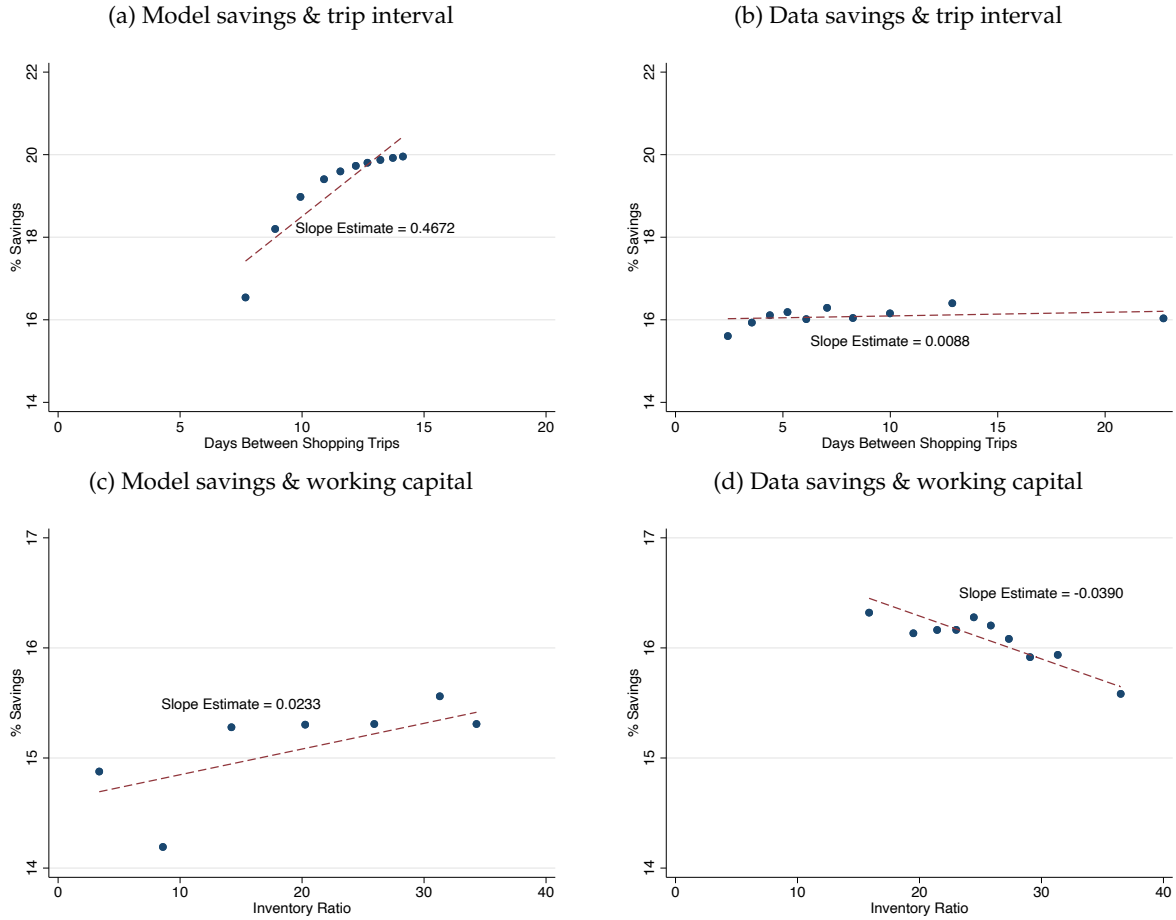 (a) Model savings & trip interval
22
20
18
16
14
% Savings
Slope Estimate = 0.4672
0 5 10 15 20
Days Between Shopping Trips
(b) Data savings & trip interval
22
20
18
16
14
% Savings
Slope Estimate = 0.0088
0 5 10 15 20
Days Between Shopping Trips
(c) Model savings & working capital
17
16
15
14
% Savings
Slope Estimate = 0.0233
0 10 20 30 40
Inventory Ratio
(d) Data savings & working capital
17
16
15
14
% Savings
Slope Estimate = -0.0390
0 10 20 30 40
Inventory Ratio